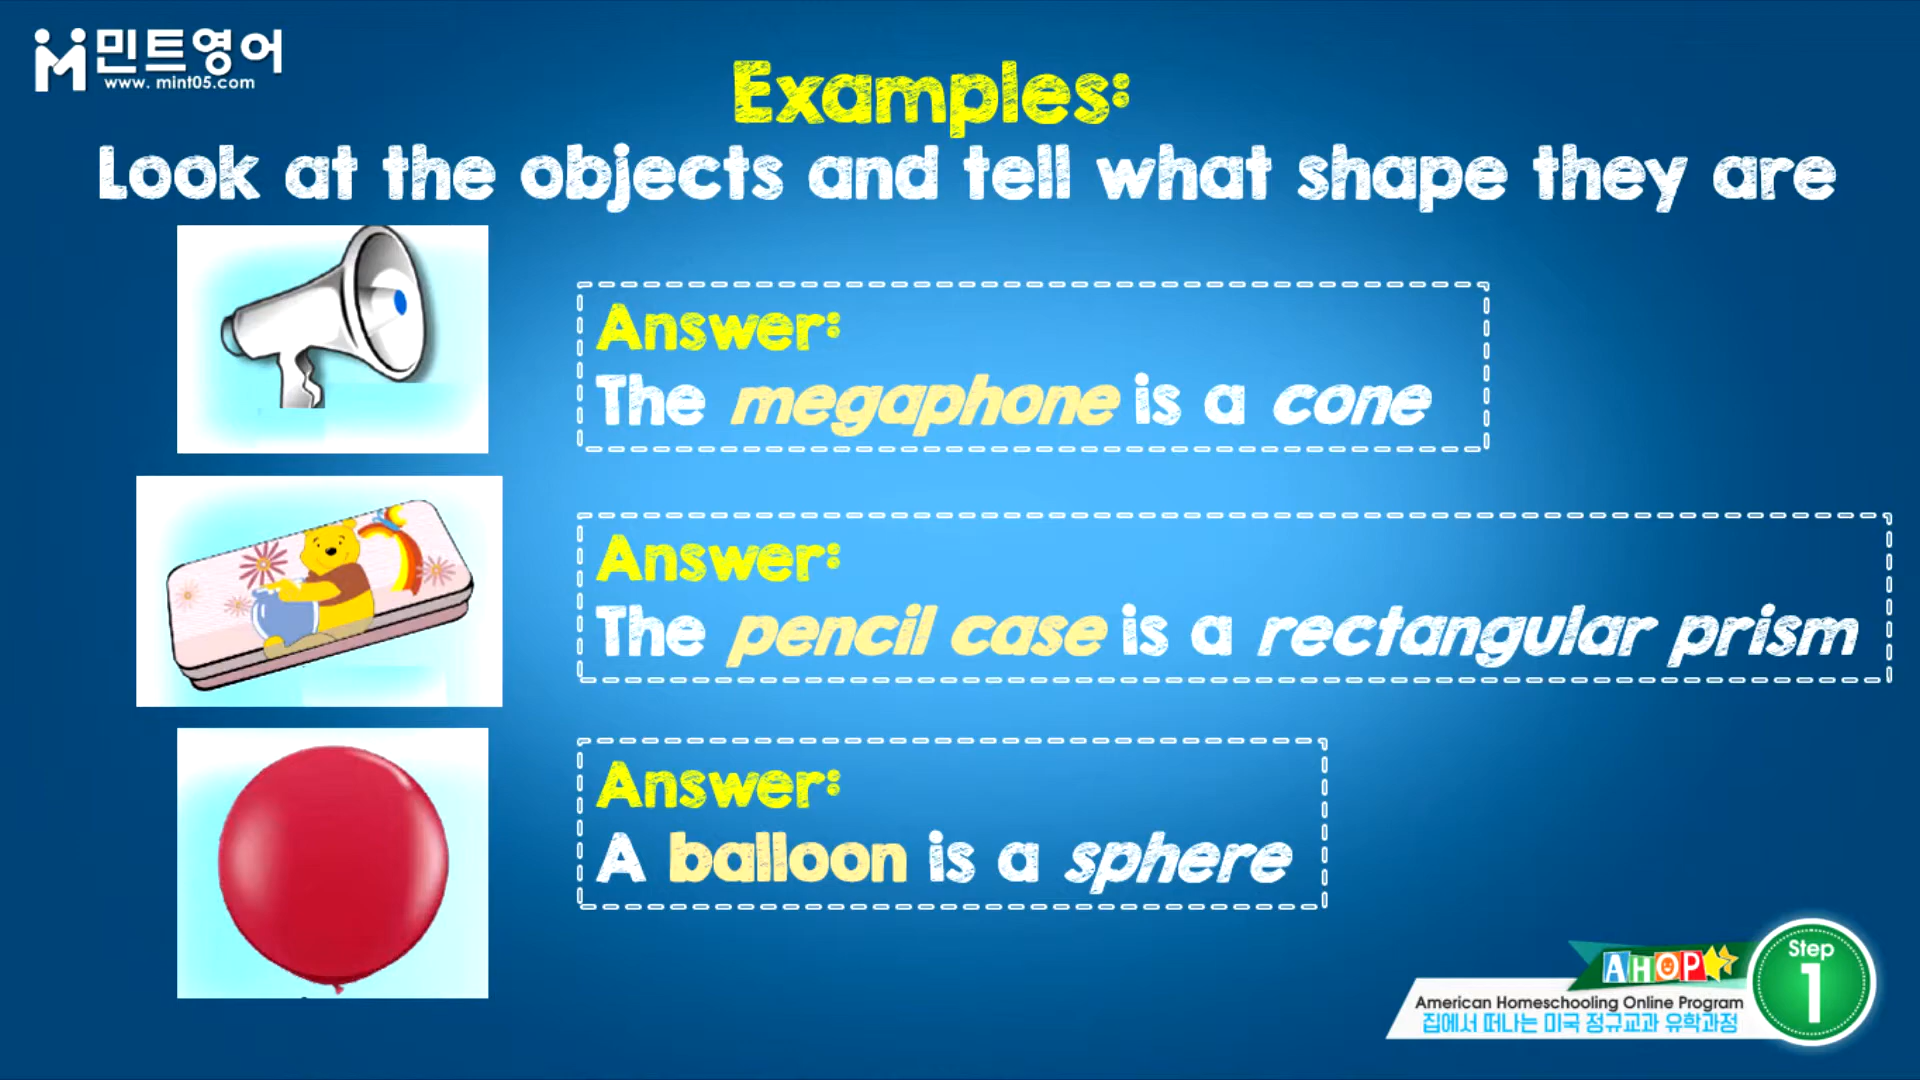 민트영어
www. mint05.com
Examples:
Look at the objects and tell what shape they are
Answer:
The megaphone is a cone
Answer:
The pencil case is a rectangular prism
Answer:
A balloon is a sphere
AHOP
Step
1
American Homeschooling Online Program
집에서 떠나는 미국 정규교과 유학과정